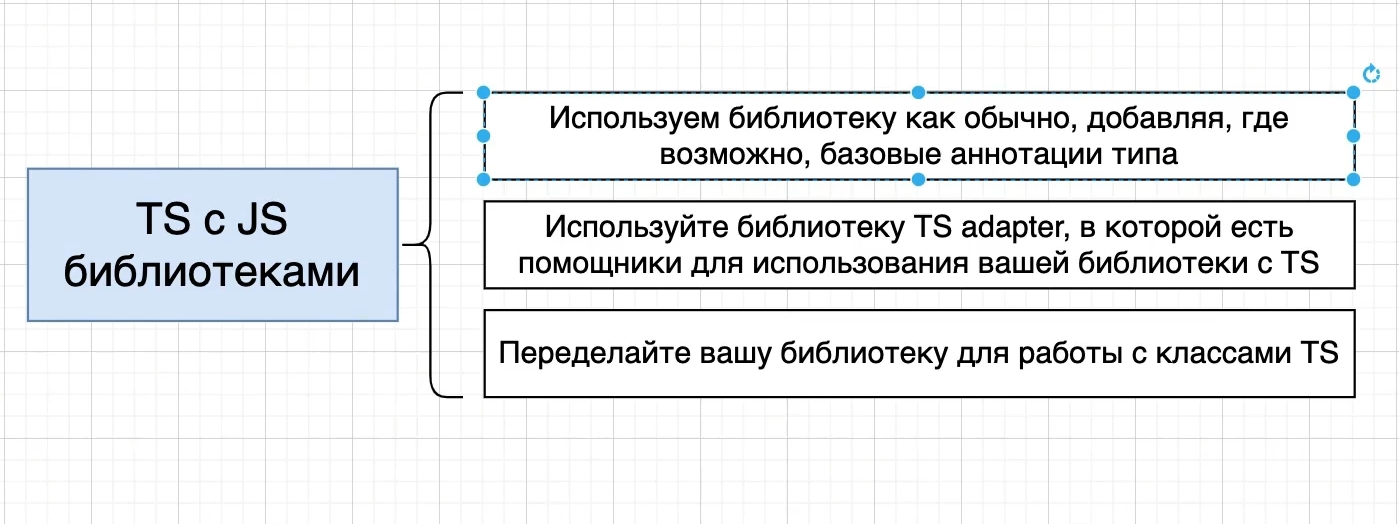 TS с JS
библиотеками
Используем библиотеку как обычно, добавляя, где
возможно, базовые аннотации типа
Используйте библиотеку TS adapter, в которой есть
помощники для использования вашей библиотеки с TS
Переделайте вашу библиотеку для работы с классами TS